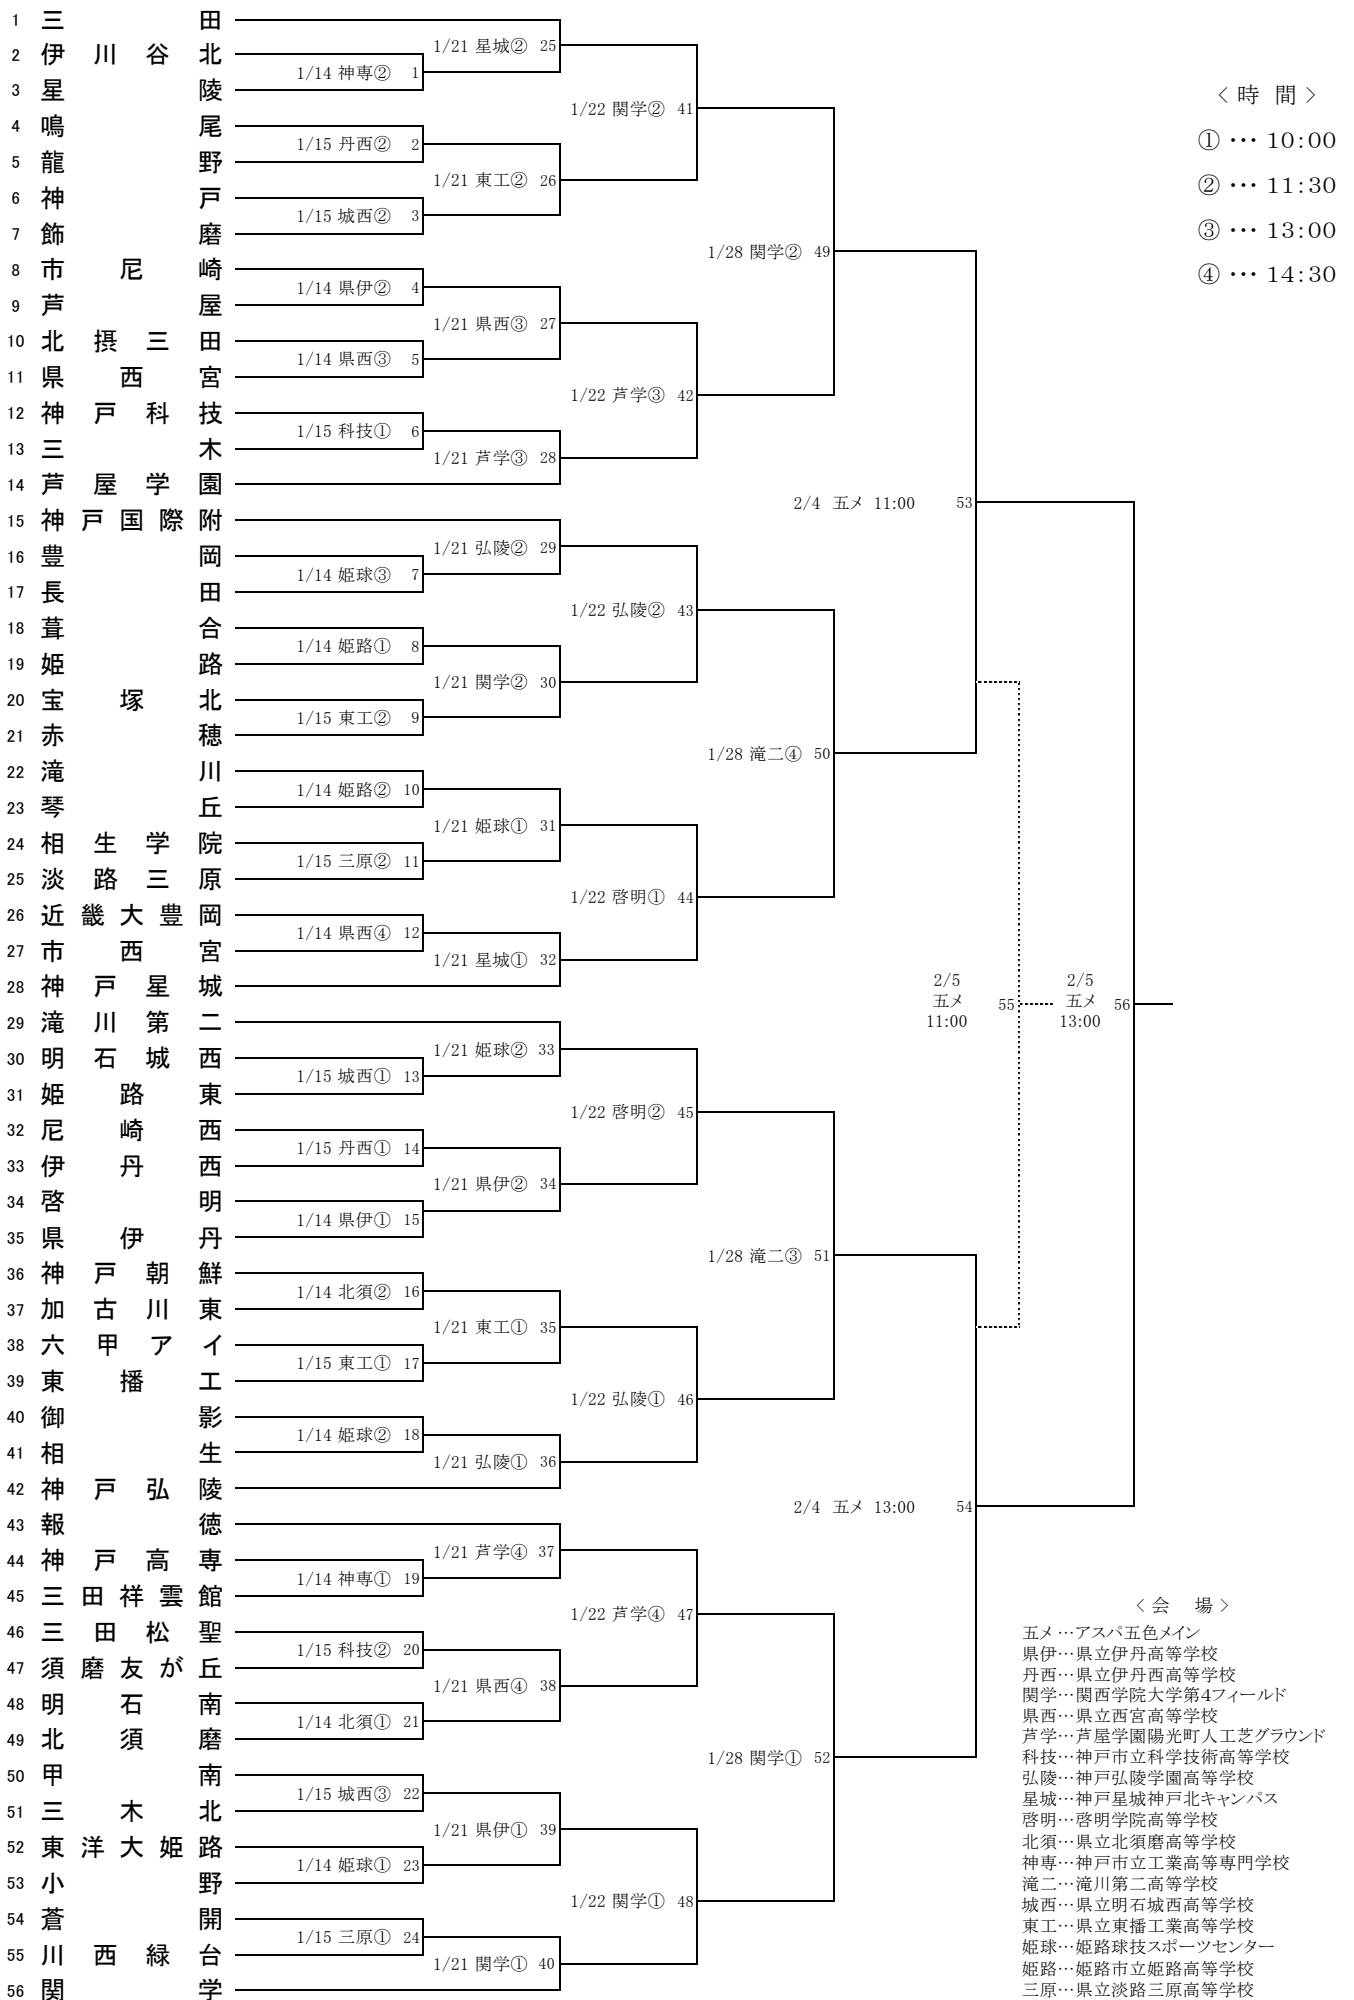 1 三田
2 伊川谷北
3 星陵
4 鳴尾
5 龍野
6 神戸
7 飾磨
8 市尼崎
9 芦屋
10 北摂三田
11 県西宮
12 神戸科技
13 三木
14 芦屋学園
15 神戸国際附
16 豊岡
17 長田
18 葺合
19 姫路
20 宝塚北
21 赤穂
22 滝川
23 琴丘
24 相生学院
25 淡路三原
26 近畿大豊岡
27 市西宮
28 神戸星城
29 滝川第二
30 明石城西
31 姫路東
32 尼崎西
33 伊丹西
34 啓明
35 県伊丹
36 神戸朝鮮
37 加古川東
38 六甲アイ
39 東播工
40 御影
41 相生
42 神戸弘陵
43 報徳
44 神戸高専
45 三田祥雲館
46 三田松聖
47 須磨友が丘
48 明石南
49 北須磨
50 甲南
51 三木北
52 東洋大姫路
53 小野
54 蒼開
55 川西緑台
56 関学
1/14 神専② 1
1/15 丹西② 2
1/15 城西② 3
1/14 県伊② 4
1/14 県西③ 5
1/15 科技① 6
1/14 姫球③ 7
1/14 姫路① 8
1/15 東工② 9
1/14 姫路② 10
1/15 三原② 11
1/14 県西④ 12
1/15 城西① 13
1/15 丹西① 14
1/14 県伊① 15
1/14 北須② 16
1/15 東工① 17
1/14 姫球② 18
1/14 神専① 19
1/15 科技② 20
1/14 北須① 21
1/15 城西③ 22
1/14 姫球① 23
1/15 三原① 24
1/21 星城② 25
1/21 東工② 26
1/21 県西③ 27
1/21 芦学③ 28
1/21 弘陵② 29
1/21 関学② 30
1/21 姫球① 31
1/21 星城① 32
1/21 姫球② 33
1/21 県伊② 34
1/21 東工① 35
1/21 弘陵① 36
1/21 芦学④ 37
1/21 県西④ 38
1/21 県伊① 39
1/21 関学① 40
1/22 関学② 41
1/22 芦学③ 42
1/22 弘陵② 43
1/22 啓明① 44
1/22 啓明② 45
1/22 弘陵① 46
1/22 芦学④ 47
1/22 関学① 48
1/28 関学② 49
1/28 滝二④ 50
1/28 滝二③ 51
1/28 関学① 52
2/4 五メ 11:00 53
2/4 五メ 13:00 54
2/5
五メ 55
11:00
2/5
五メ 56
13:00
〈 時 間 〉
① … 10:00
② … 11:30
③ … 13:00
④ … 14:30
〈 会 場 〉
五メ…アスパ五色メイン
県伊…県立伊丹高等学校
丹西…県立伊丹西高等学校
関学…関西学院大学第4フィールド
県西…県立西宮高等学校
芦学…芦屋学園陽光町人工芝グラウンド
科技…神戸市立科学技術高等学校
弘陵…神戸弘陵学園高等学校
星城…神戸星城神戸北キャンパス
啓明…啓明学院高等学校
北須…県立北須磨高等学校
神専…神戸市立工業高等専門学校
滝二…滝川第二高等学校
城西…県立明石城西高等学校
東工…県立東播工業高等学校
姫球…姫路球技スポーツセンター
姫路…姫路市立姫路高等学校
三原…県立淡路三原高等学校